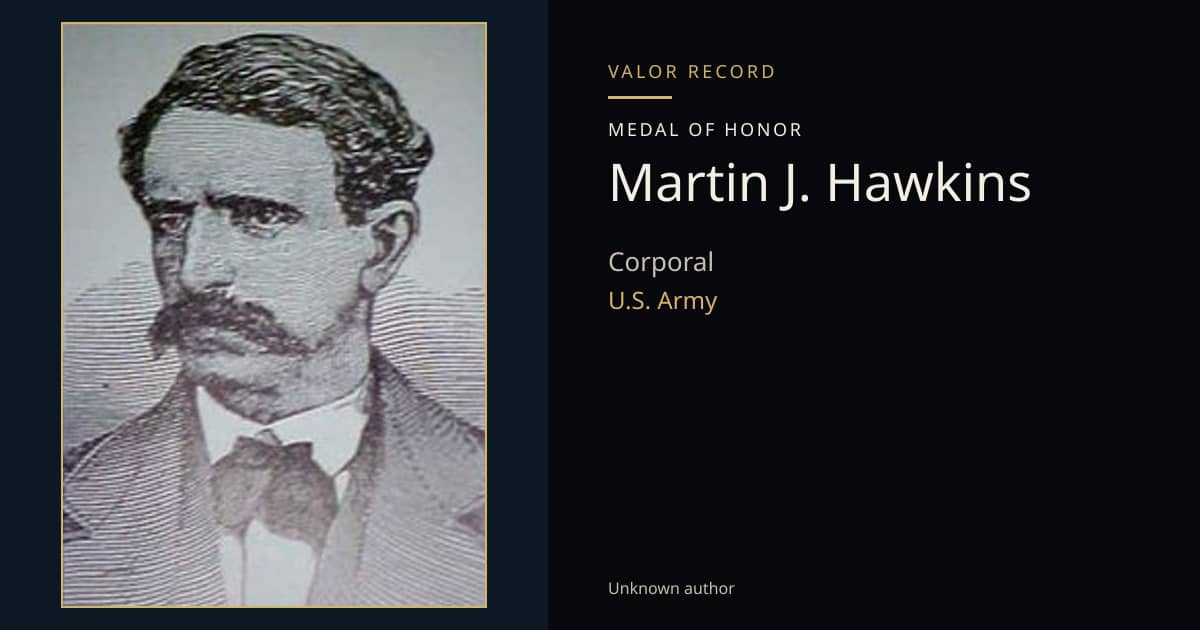 VALOR RECORD
MEDAL OF HONOR
Martin J. Hawkins
Corporal
U.S. Army
Unknown author